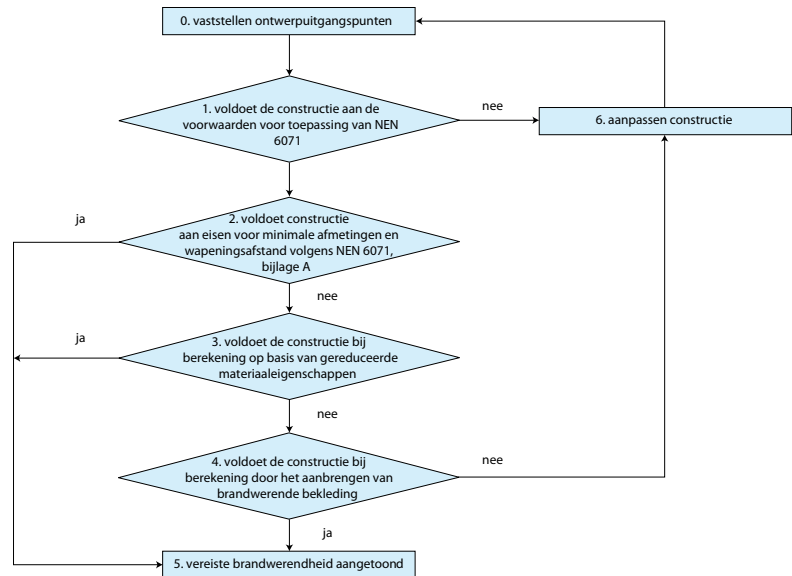 0. vaststellen ontwerpuitgangspunten
nee
1. voldoet de constructie aan de
voorwaarden voor toepassing van NEN
6071
6. aanpassen constructie
ja
2. voldoet constructie
aan eisen voor minimale afmetingen en
wapeningsafstand volgens NEN 6071,
bijlage A
nee
ja
3. voldoet de constructie bij
berekening op basis van gereduceerde
materiaaleigenschappen
nee
4. voldoet de constructie bij
berekening door het aanbrengen van
brandwerende bekleding
nee
ja
5. vereiste brandwerendheid aangetoond